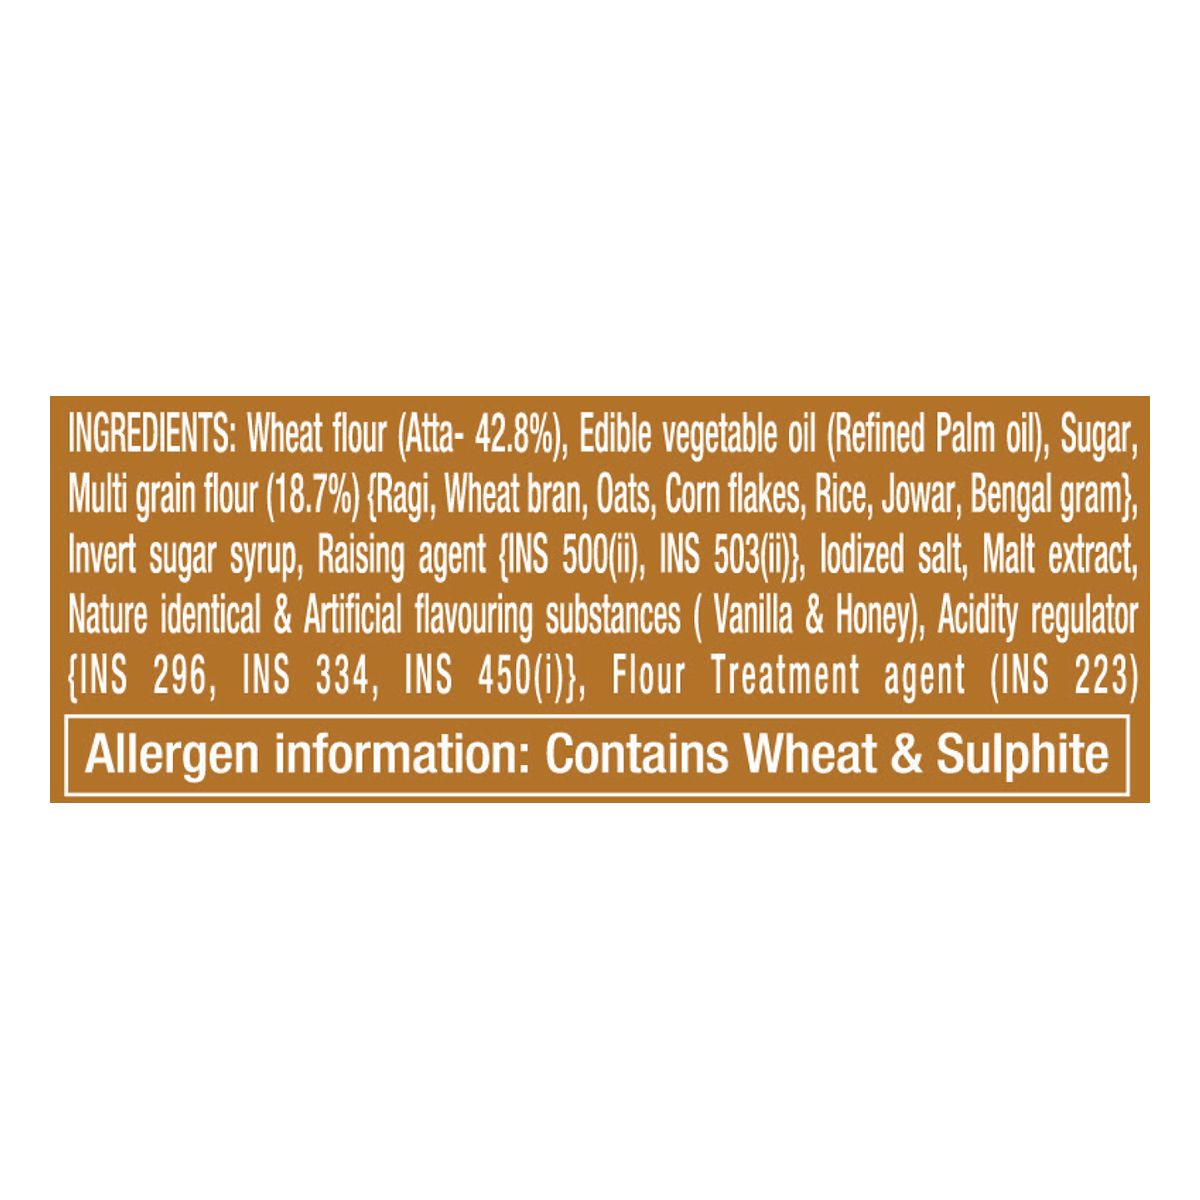 INGREDIENTS: Wheat flour (Atta- 42.8%), Edible vegetable oil (Refined Palm oil), Sugar,
Multi grain flour (18.7%) {Ragi, Wheat bran, Oats, Corn flakes, Rice, Jowar, Bengal gram},
Invert sugar syrup, Raising agent {INS 500(ii), INS 503(ii)}, Iodized salt, Malt extract,
Nature identical & Artificial flavouring substances ( Vanilla & Honey), Acidity regulator
{INS 296, INS 334, INS 450(i)}, Flour Treatment agent (INS 223)
Allergen information: Contains Wheat & Sulphite